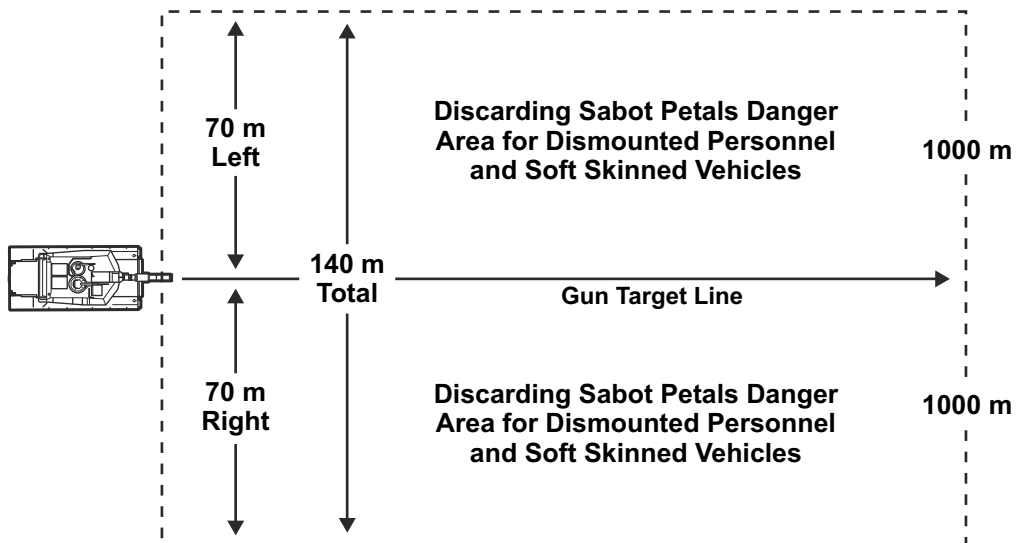 70 m
Left
Discarding Sabot Petals Danger
Area for Dismounted Personnel
and Soft Skinned Vehicles
1000 m
140 m
Total
Gun Target Line
70 m
Right
Discarding Sabot Petals Danger
Area for Dismounted Personnel
and Soft Skinned Vehicles
1000 m